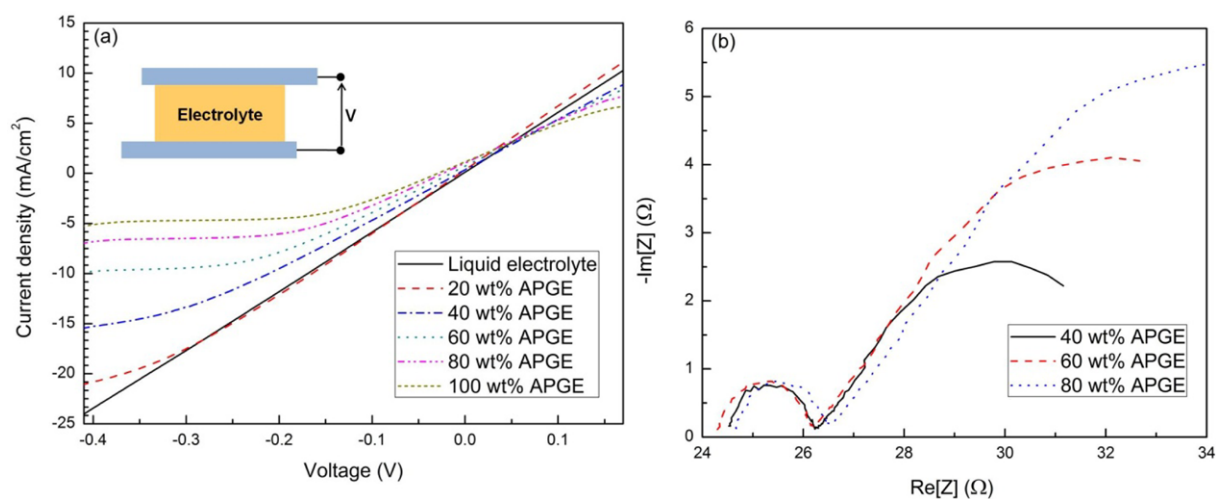 (a)
Current density (mA/cm²)
15
10
5
0
-5
-10
-15
-20
-25
Electrolyte
V
Liquid electrolyte
20 wt% APGE
40 wt% APGE
60 wt% APGE
80 wt% APGE
100 wt% APGE
-0.4
-0.3
-0.2
-0.1
0.0
0.1
Voltage (V)
(b)
-Im[Z] (Ω)
6
5
4
3
2
1
0
40 wt% APGE
60 wt% APGE
80 wt% APGE
24
26
28
30
32
34
Re[Z] (Ω)